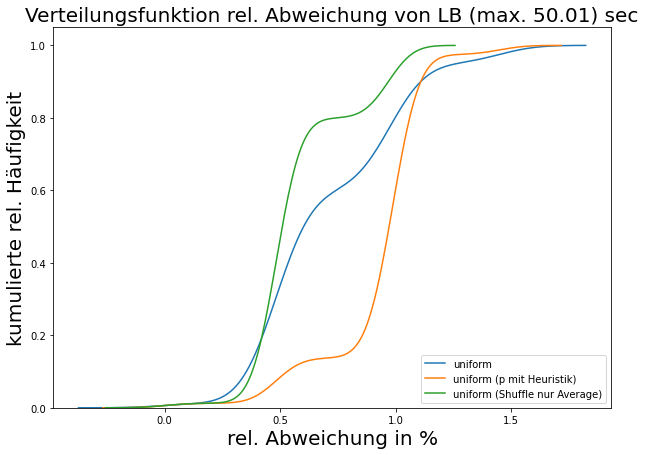 Verteilungsfunktion rel. Abweichung von LB (max. 50.01) sec
kumulierte rel. Häufigkeit
1.0
0.8
0.6
0.4
0.2
0.0
0.0 0.5 1.0 1.5
rel. Abweichung in %
uniform
uniform (p mit Heuristik)
uniform (Shuffle nur Average)